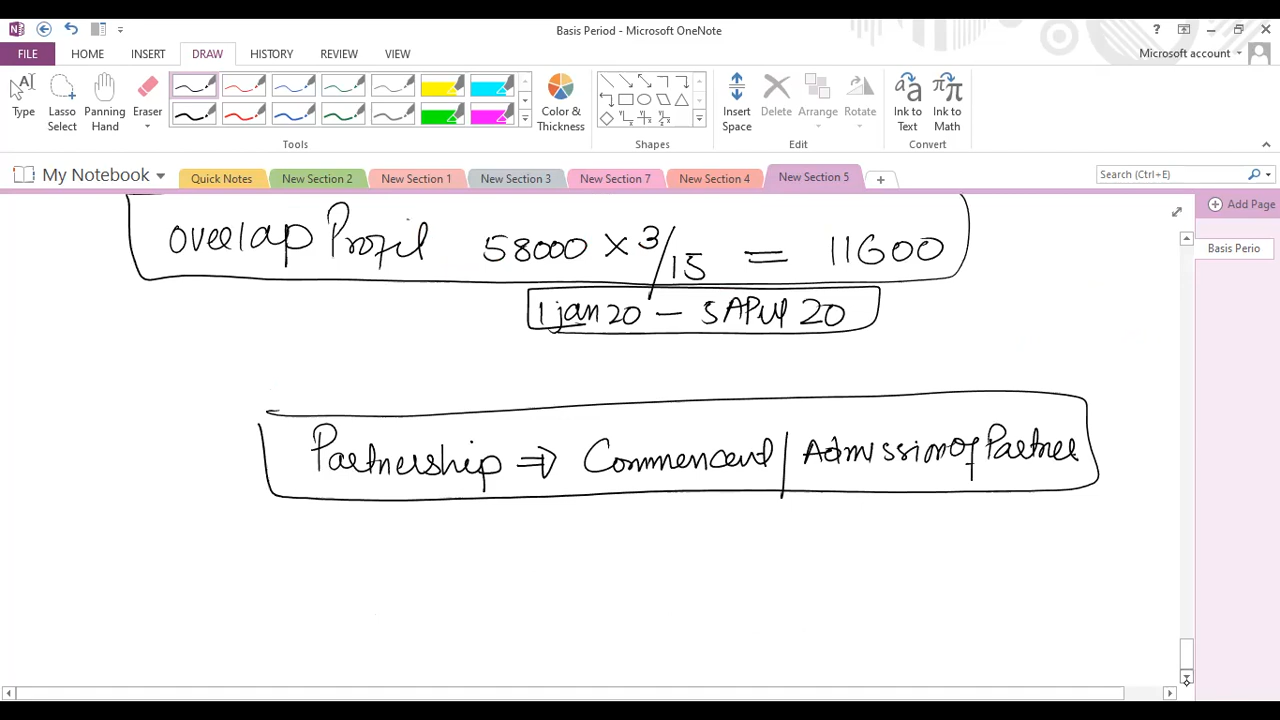 Basis Period - Microsoft OneNote
Microsoft account
FILE HOME INSERT DRAW HISTORY REVIEW VIEW
Type Lasso Select Panning Hand Eraser Color & Thickness Insert Space Delete Arrange Rotate Ink to Text Ink to Math
Tools Shapes Edit Convert
My Notebook Quick Notes New Section 2 New Section 1 New Section 3 New Section 7 New Section 4 New Section 5 Search (Ctrl+E)
Add Page
Basis Perio
overlap Profit 58000 × 3/15 = 11600
1 jan 20 - 5 April 20
Partnership ⇒ Commencent / Admission of Partner